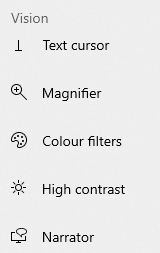 Vision
Text cursor
Magnifier
Colour filters
High contrast
Narrator